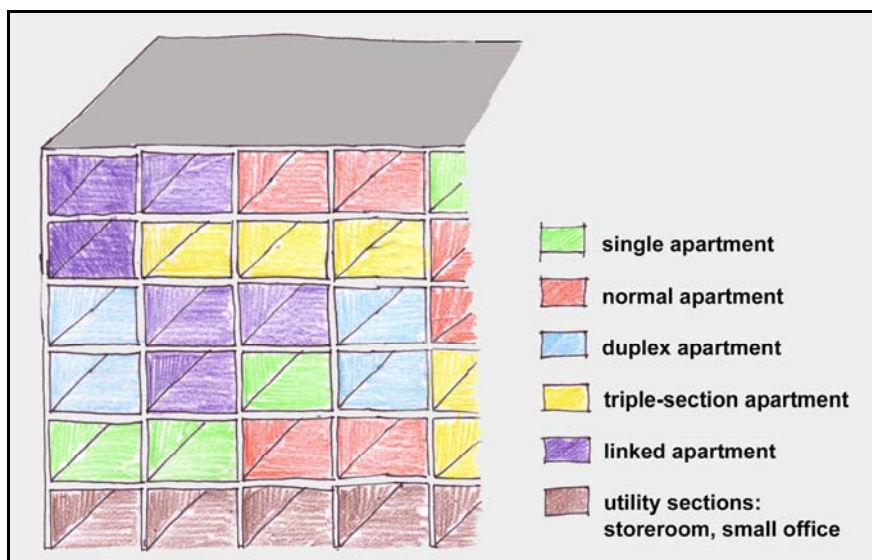 single apartment
normal apartment
duplex apartment
triple-section apartment
linked apartment
utility sections:
storeroom, small office